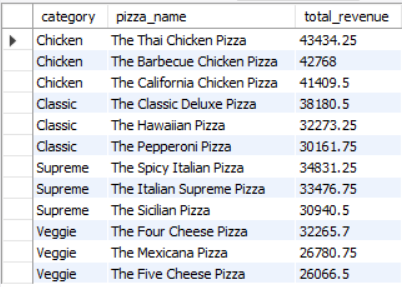 category pizza_name total_revenue
Chicken The Thai Chicken Pizza 43434.25
Chicken The Barbecue Chicken Pizza 42768
Chicken The California Chicken Pizza 41409.5
Classic The Classic Deluxe Pizza 38180.5
Classic The Hawaiian Pizza 32273.25
Classic The Pepperoni Pizza 30161.75
Supreme The Spicy Italian Pizza 34831.25
Supreme The Italian Supreme Pizza 33476.75
Supreme The Sicilian Pizza 30940.5
Veggie The Four Cheese Pizza 32265.7
Veggie The Mexicana Pizza 26780.75
Veggie The Five Cheese Pizza 26066.5